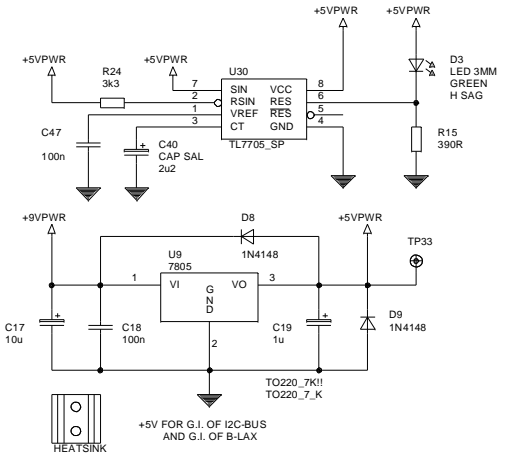 +5VPWR +5VPWR
+5VPWR +5VPWR
R24
3k3
U30
D3
LED 3MM
GREEN
H SAG
7 SIN VCC 8
2 RSIN RES 6
1 VREF RES 5
3 CT GND 4
TL7705_SP
C47
100n
C40
CAP SAL
2u2
R15
390R
+9VPWR
D8
1N4148
+5VPWR
TP33
U9
7805
1 VI VO 3
GND
2
C17
10u
C18
100n
C19
1u
D9
1N4148
TO220_7K!!
TO220_7_K
+5V FOR G.I. OF I2C-BUS
AND G.I. OF B-LAX
HEATSINK